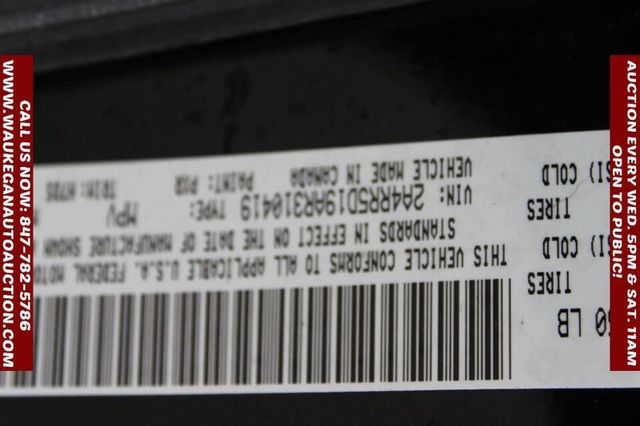 WWW.WAUKEGANAUTOAUCTION.COM
CALL US NOW: 847-782-5786
AUCTION EVERY WED. 5PM & SAT. 11AM
OPEN TO PUBLIC!
LB
TIRES
COLD
TIRES
COLD
THIS VEHICLE CONFORMS TO ALL APPLICABLE U.S.A. FEDERAL
STANDARDS IN EFFECT ON THE DATE OF MANUFACTURE SHOWN
VIN: 2A4RR5D19AR310419 TYPE: MPV
VEHICLE MADE IN CANADA PAINT: PXR TRIM: